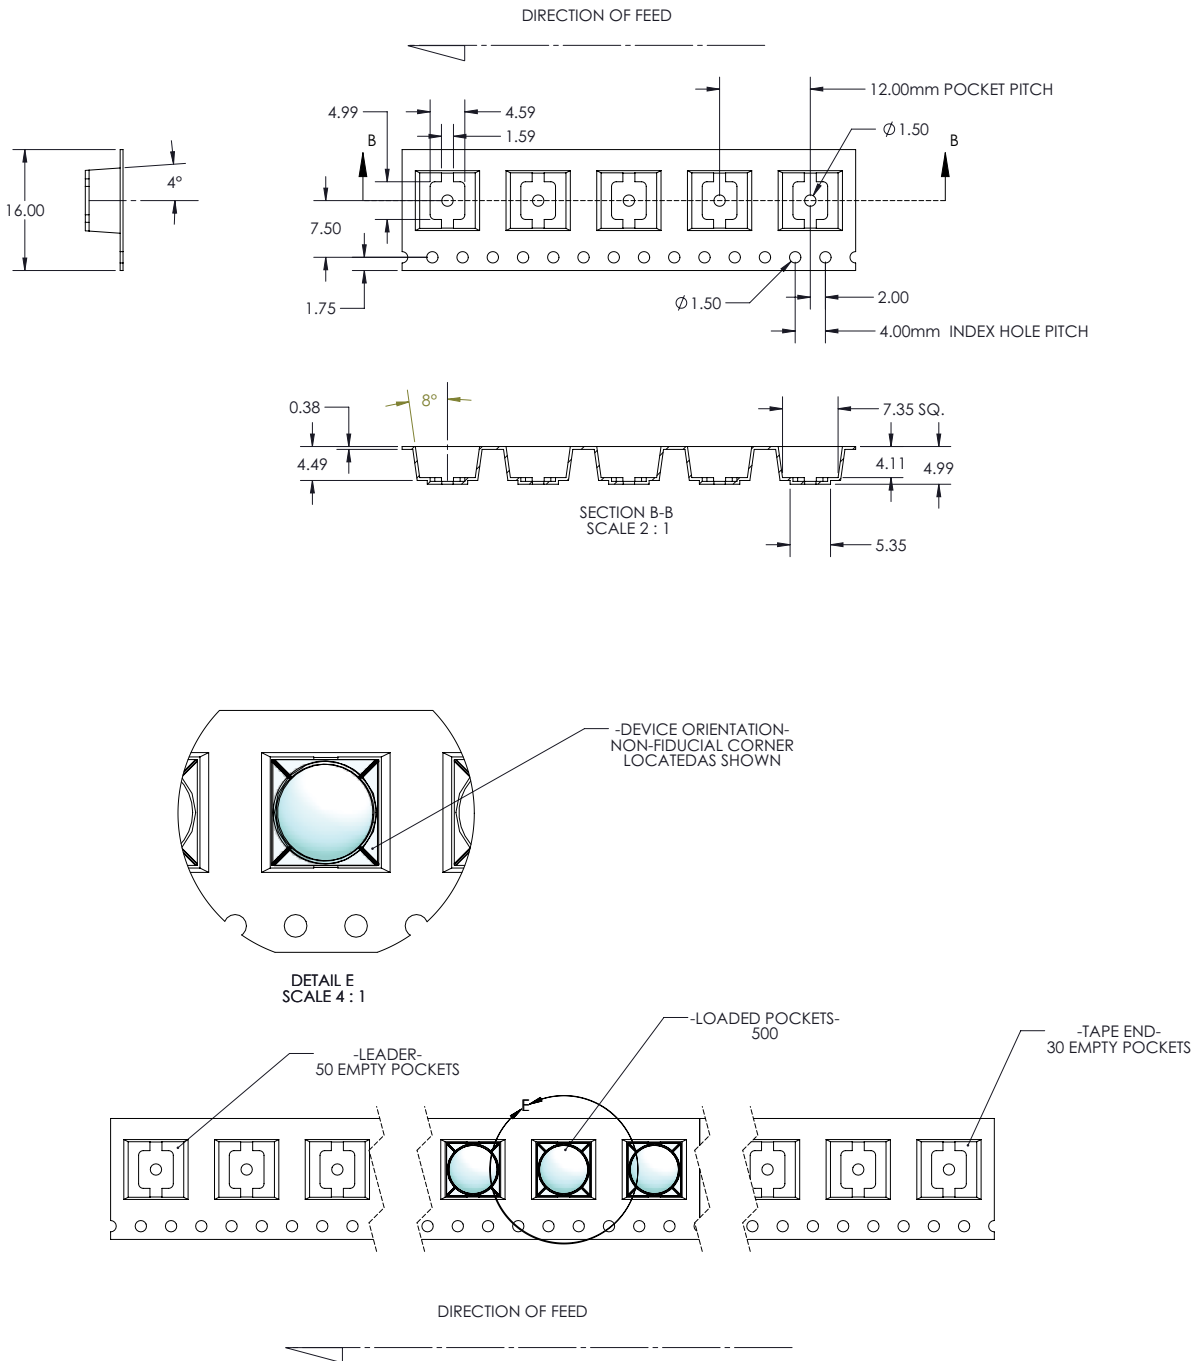 DIRECTION OF FEED
12.00mm POCKET PITCH
4.99
4.59
1.59
Ø1.50
B
B
4°
16.00
7.50
1.75
Ø1.50
2.00
4.00mm INDEX HOLE PITCH
0.38
8°
7.35 SQ.
4.49
4.11
4.99
SECTION B-B
SCALE 2 : 1
5.35
-DEVICE ORIENTATION-
NON-FIDUCIAL CORNER
LOCATEDAS SHOWN
DETAIL E
SCALE 4 : 1
-LOADED POCKETS-
500
-TAPE END-
30 EMPTY POCKETS
-LEADER-
50 EMPTY POCKETS
E
DIRECTION OF FEED